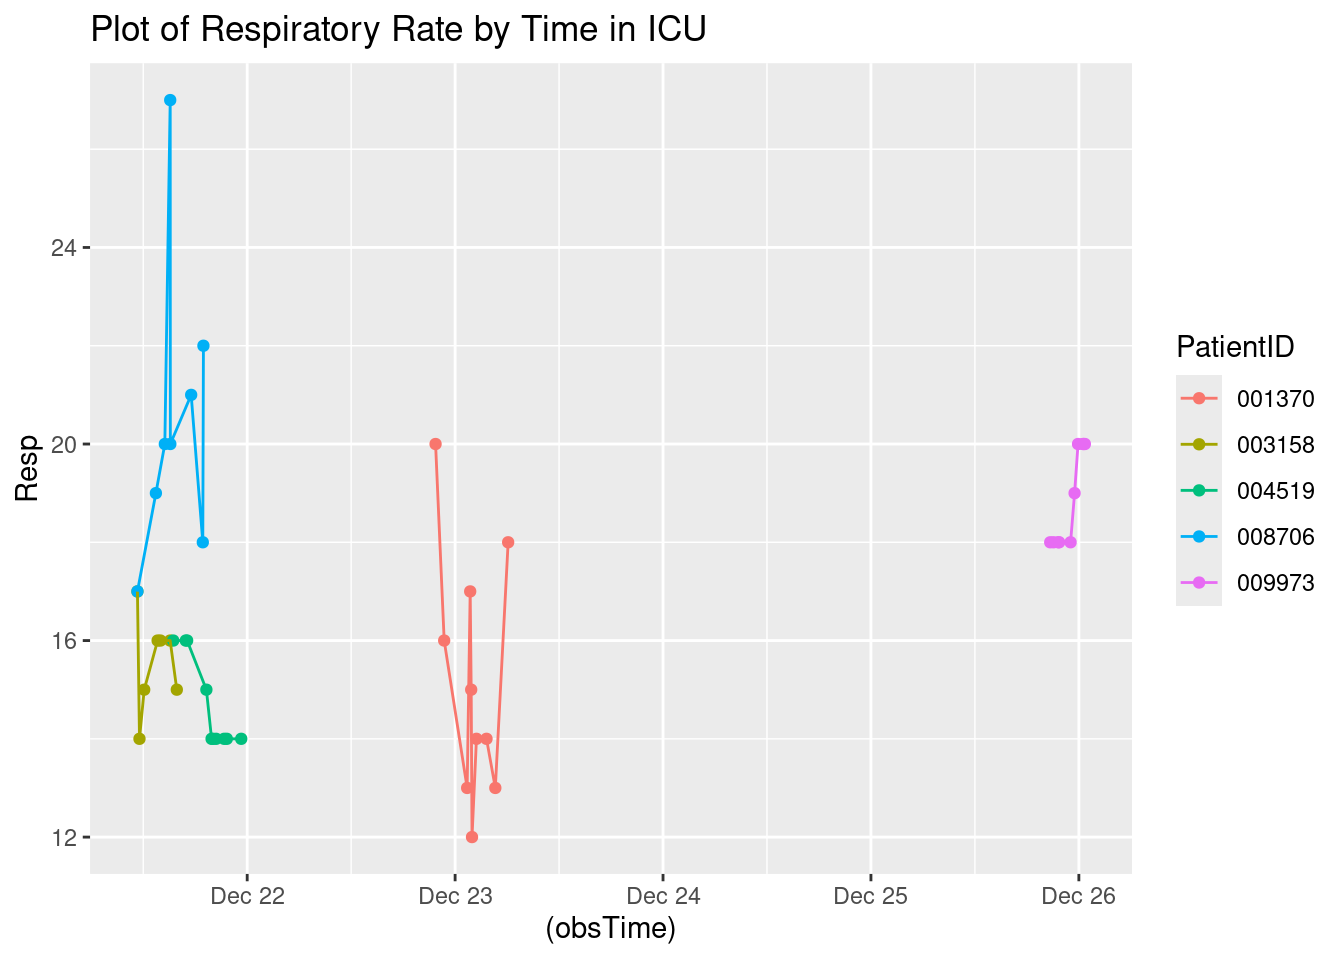 Plot of Respiratory Rate by Time in ICU
24
20
16
12
Resp
Dec 22 Dec 23 Dec 24 Dec 25 Dec 26
(obsTime)
PatientID
001370
003158
004519
008706
009973